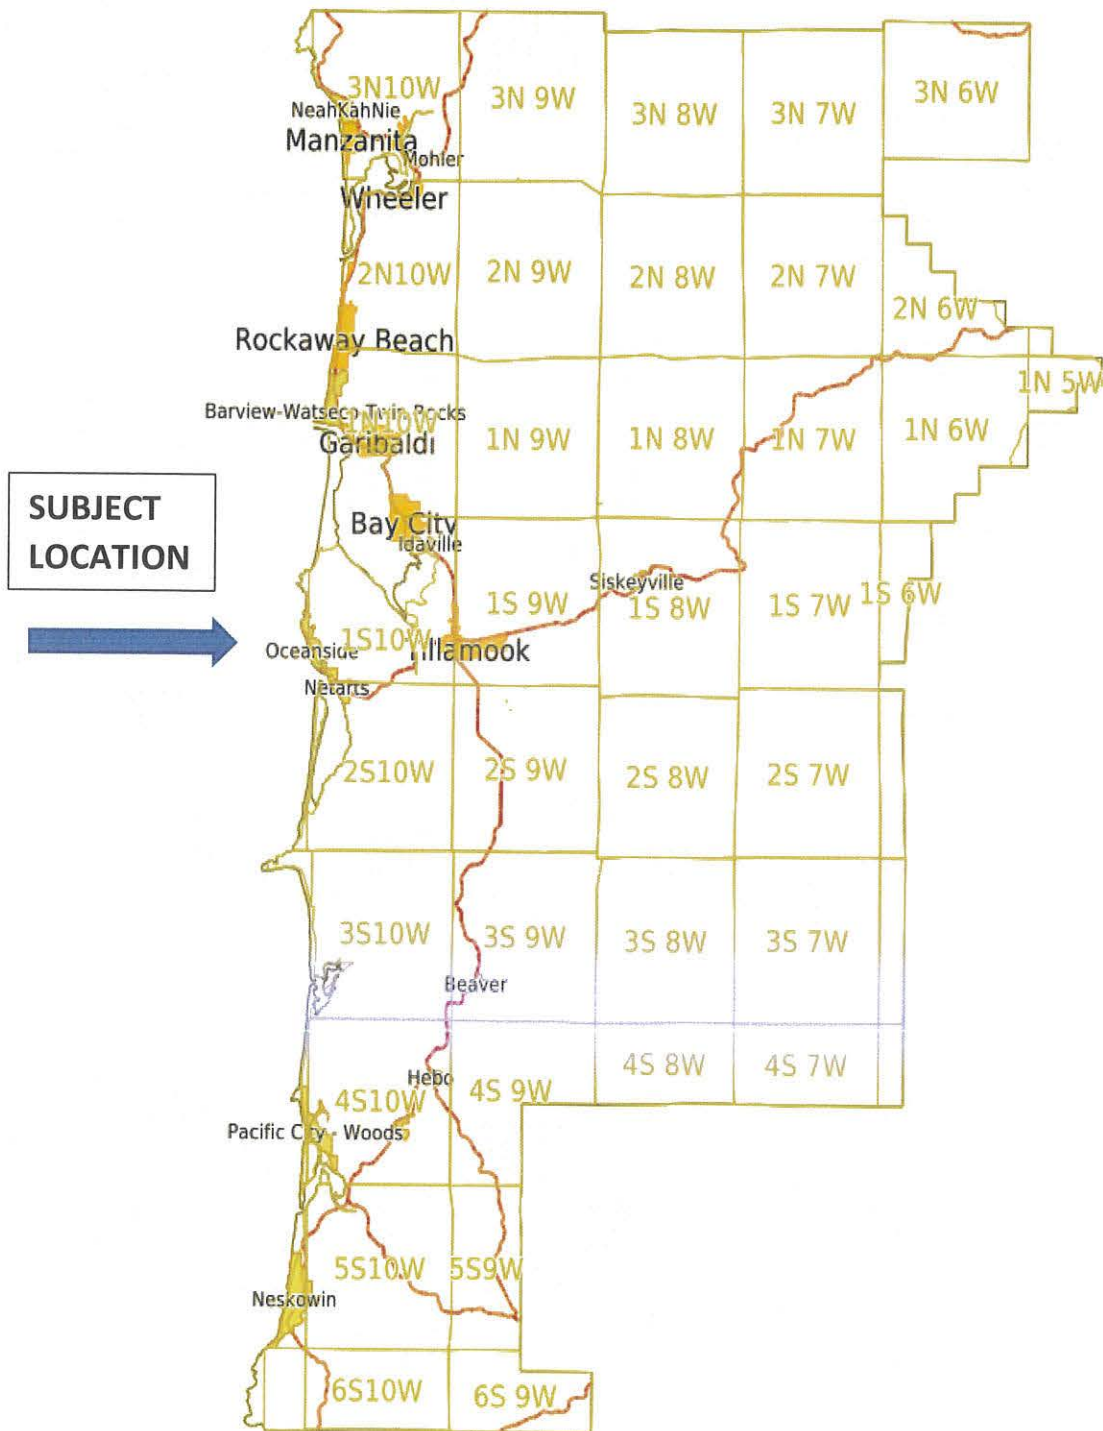 3N10W
3N 9W
3N 8W
3N 7W
3N 6W
NeahKahNie
Manzanita
Mohler
Wheeler
2N10W
2N 9W
2N 8W
2N 7W
2N 6W
Rockaway Beach
1N 5W
Barview-Watseco-Twin Rocks
1N10W
Garibaldi
1N 9W
1N 8W
1N 7W
1N 6W
SUBJECT
LOCATION
Bay City
Idaville
Siskeyville
1S 9W
1S 8W
1S 7W
1S 6W
Oceanside
1S10W
Tillamook
Netarts
2S10W
2S 9W
2S 8W
2S 7W
3S10W
3S 9W
3S 8W
3S 7W
Beaver
4S 8W
4S 7W
Hebo
4S10W
4S 9W
Pacific City - Woods
5S10W
5S9W
Neskowin
6S10W
6S 9W